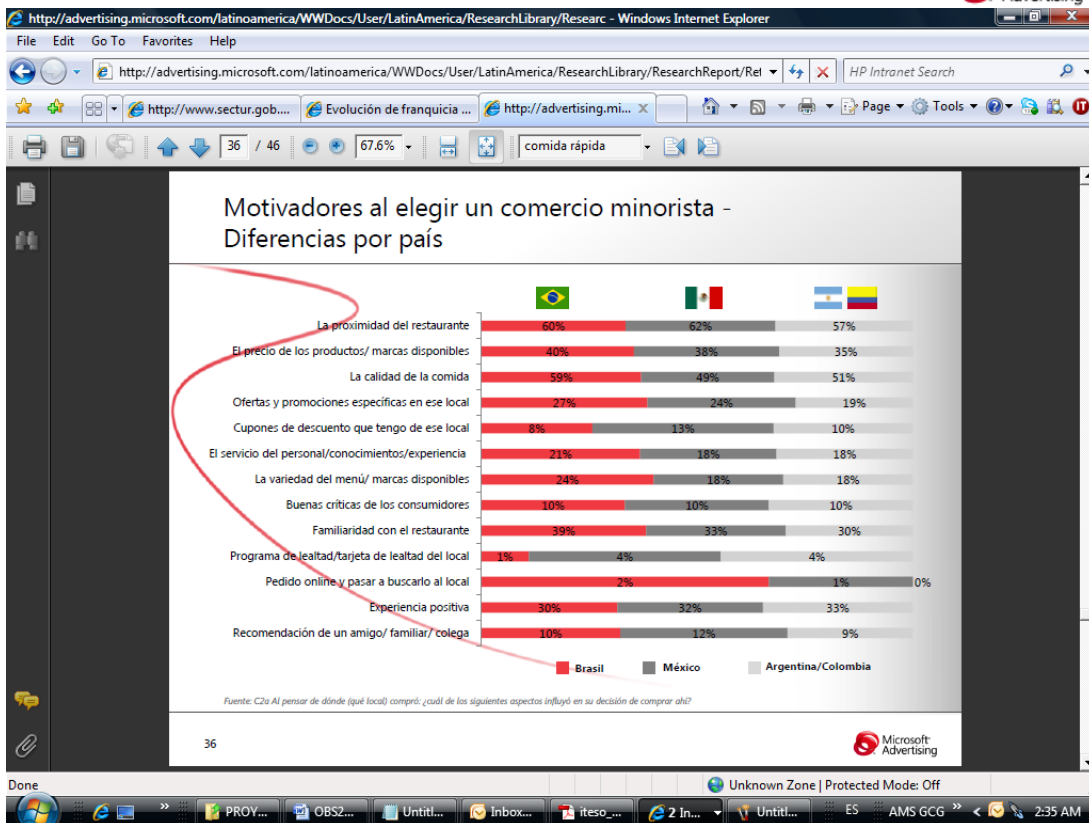 Advertising
http://advertising.microsoft.com/latinoamerica/WWDocs/User/LatinAmerica/ResearchLibrary/Researc - Windows Internet Explorer
File Edit Go To Favorites Help
http://advertising.microsoft.com/latinoamerica/WWDocs/User/LatinAmerica/ResearchLibrary/ResearchReport/Ret HP Intranet Search
http://www.sectur.gob.... Evolución de franquicia ... http://advertising.mi... Page Tools
36 / 46 67.6% comida rápida
Motivadores al elegir un comercio minorista -
Diferencias por país
La proximidad del restaurante 60% 62% 57%
El precio de los productos/ marcas disponibles 40% 38% 35%
La calidad de la comida 59% 49% 51%
Ofertas y promociones específicas en ese local 27% 24% 19%
Cupones de descuento que tengo de ese local 8% 13% 10%
El servicio del personal/conocimientos/experiencia 21% 18% 18%
La variedad del menú/ marcas disponibles 24% 18% 18%
Buenas críticas de los consumidores 10% 10% 10%
Familiaridad con el restaurante 39% 33% 30%
Programa de lealtad/tarjeta de lealtad del local 1% 4% 4%
Pedido online y pasar a buscarlo al local 2% 1% 0%
Experiencia positiva 30% 32% 33%
Recomendación de un amigo/ familiar/ colega 10% 12% 9%
Brasil México Argentina/Colombia
Fuente: C2a Al pensar de dónde (qué local) compró: ¿cuál de los siguientes aspectos influyó en su decisión de comprar ahí?
36
Microsoft
Advertising
Done Unknown Zone | Protected Mode: Off
» PROY... OBS2... Untitl... Inbox... iteso_... 2 In... Untitl... ES AMS GCG » < 2:35 AM